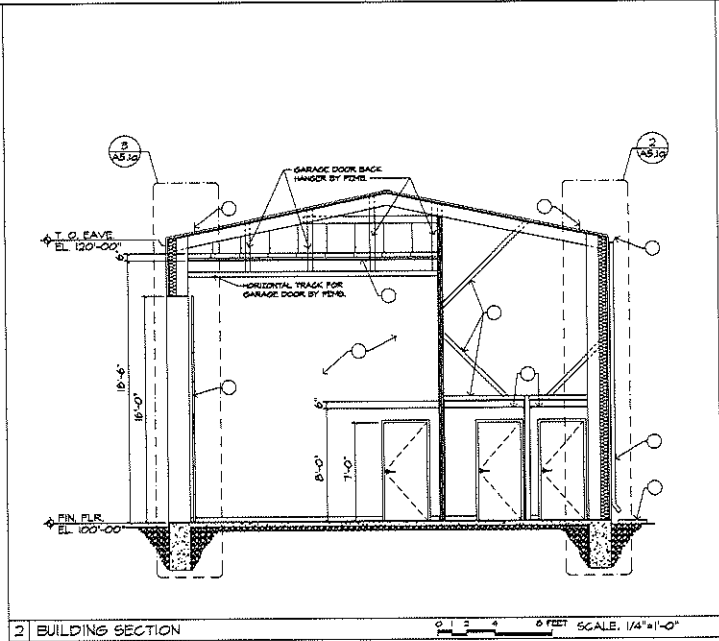 3
A5.10
2
A5.10
GARAGE DOOR BACK
HANGER BY PEMB.
T. O. EAVE
EL. 120'-00"
6"
HORIZONTAL TRACK FOR
GARAGE DOOR BY PEMB.
18'-6"
16'-0"
6"
8'-0"
7'-0"
FIN. FLR.
EL. 100'-00"
2 BUILDING SECTION
0 1 2 4 8 FEET SCALE: 1/4"=1'-0"